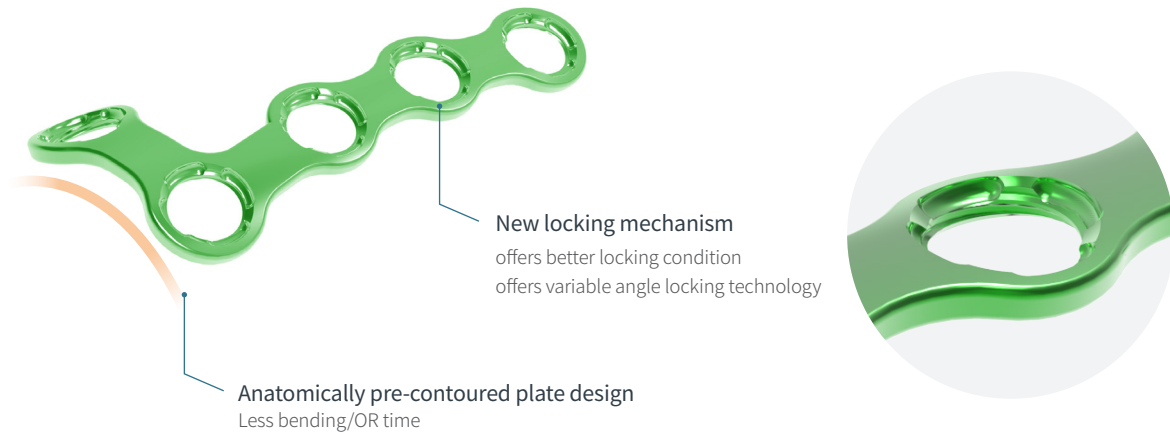 New locking mechanism
offers better locking condition
offers variable angle locking technology
Anatomically pre-contoured plate design
Less bending/OR time